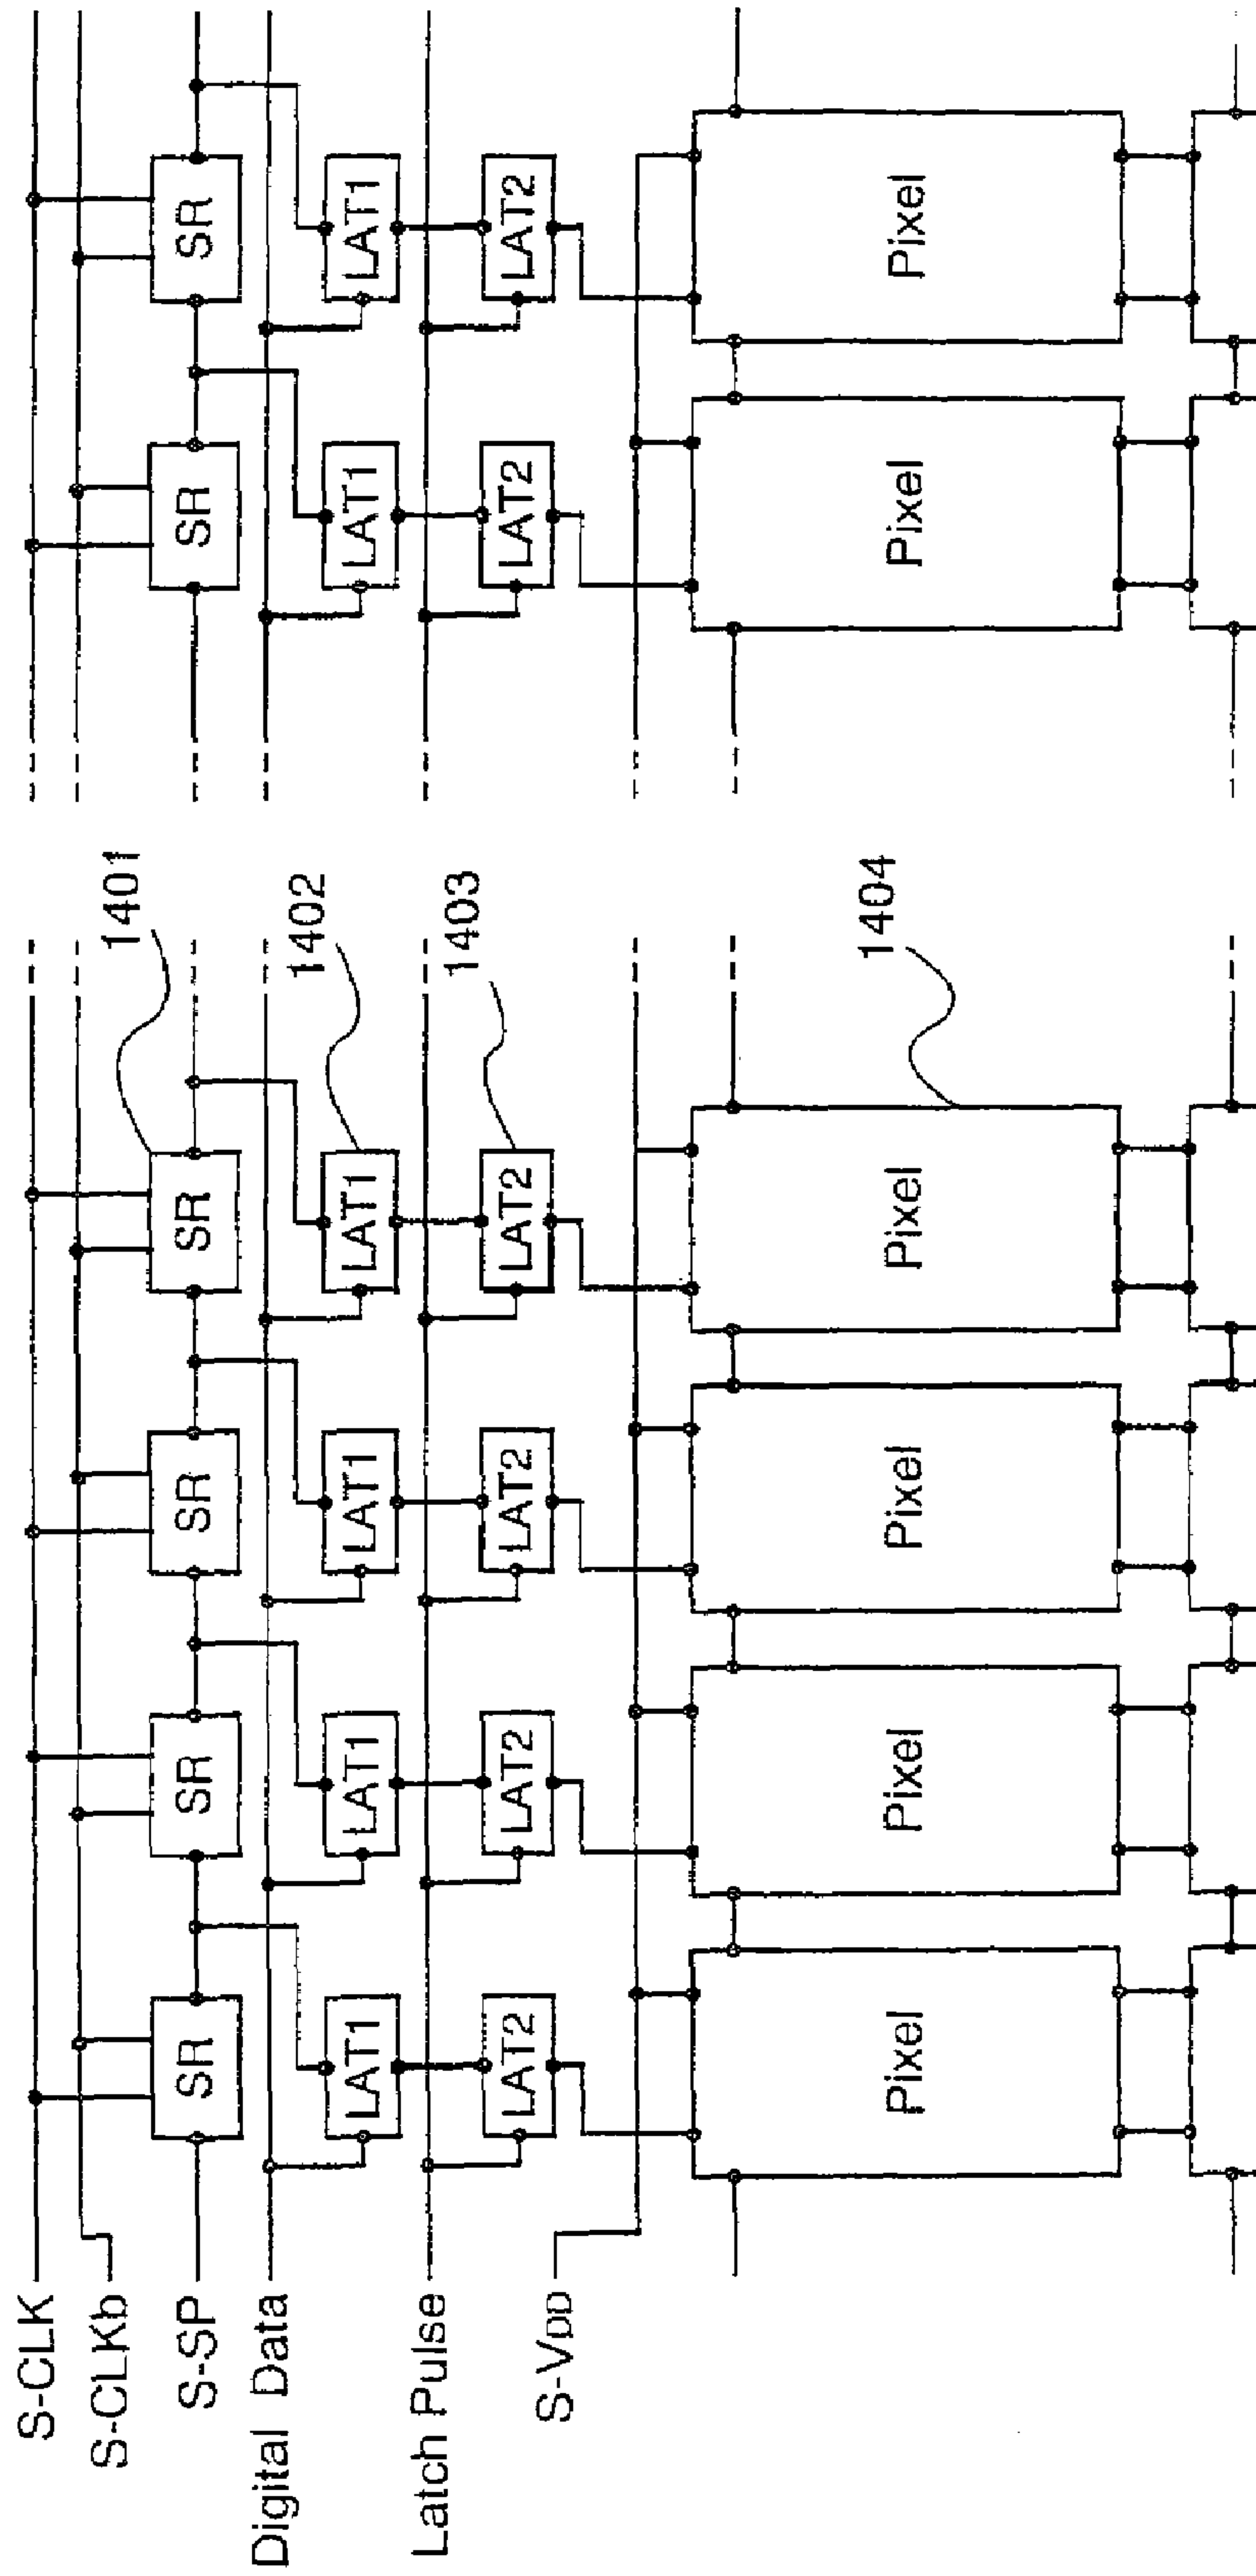 S-CLK
S-CLKb
S-SP
Digital Data
Latch Pulse
S-VDD
SR SR SR SR SR SR
1401
LAT1 LAT1 LAT1 LAT1 LAT1 LAT1
1402
LAT2 LAT2 LAT2 LAT2 LAT2 LAT2
1403
Pixel Pixel Pixel Pixel Pixel Pixel
1404